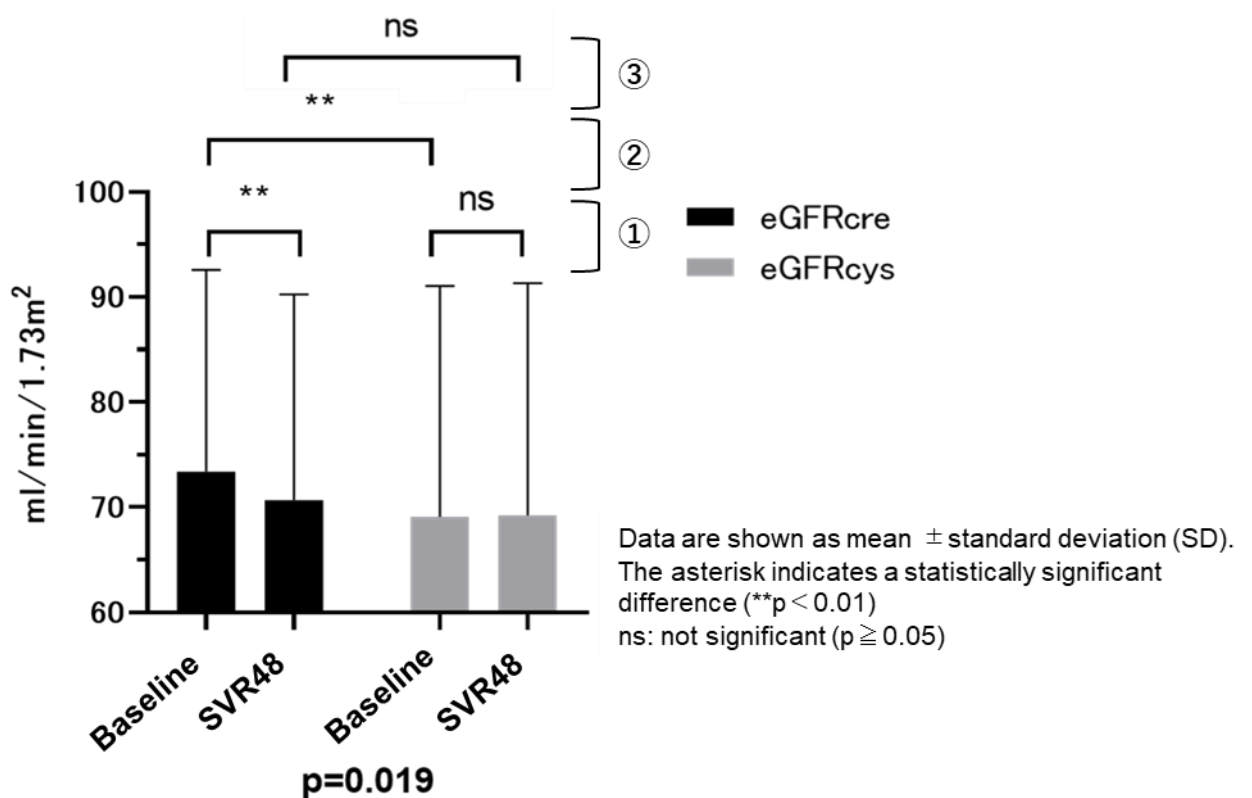 ns
③
**
②
**
ns
①
100
90
80
70
60
ml/min/1.73m²
eGFRcre
eGFRcys
Data are shown as mean ± standard deviation (SD).
The asterisk indicates a statistically significant
difference (**p＜0.01)
ns: not significant (p≧0.05)
Baseline
SVR48
Baseline
SVR48
p=0.019